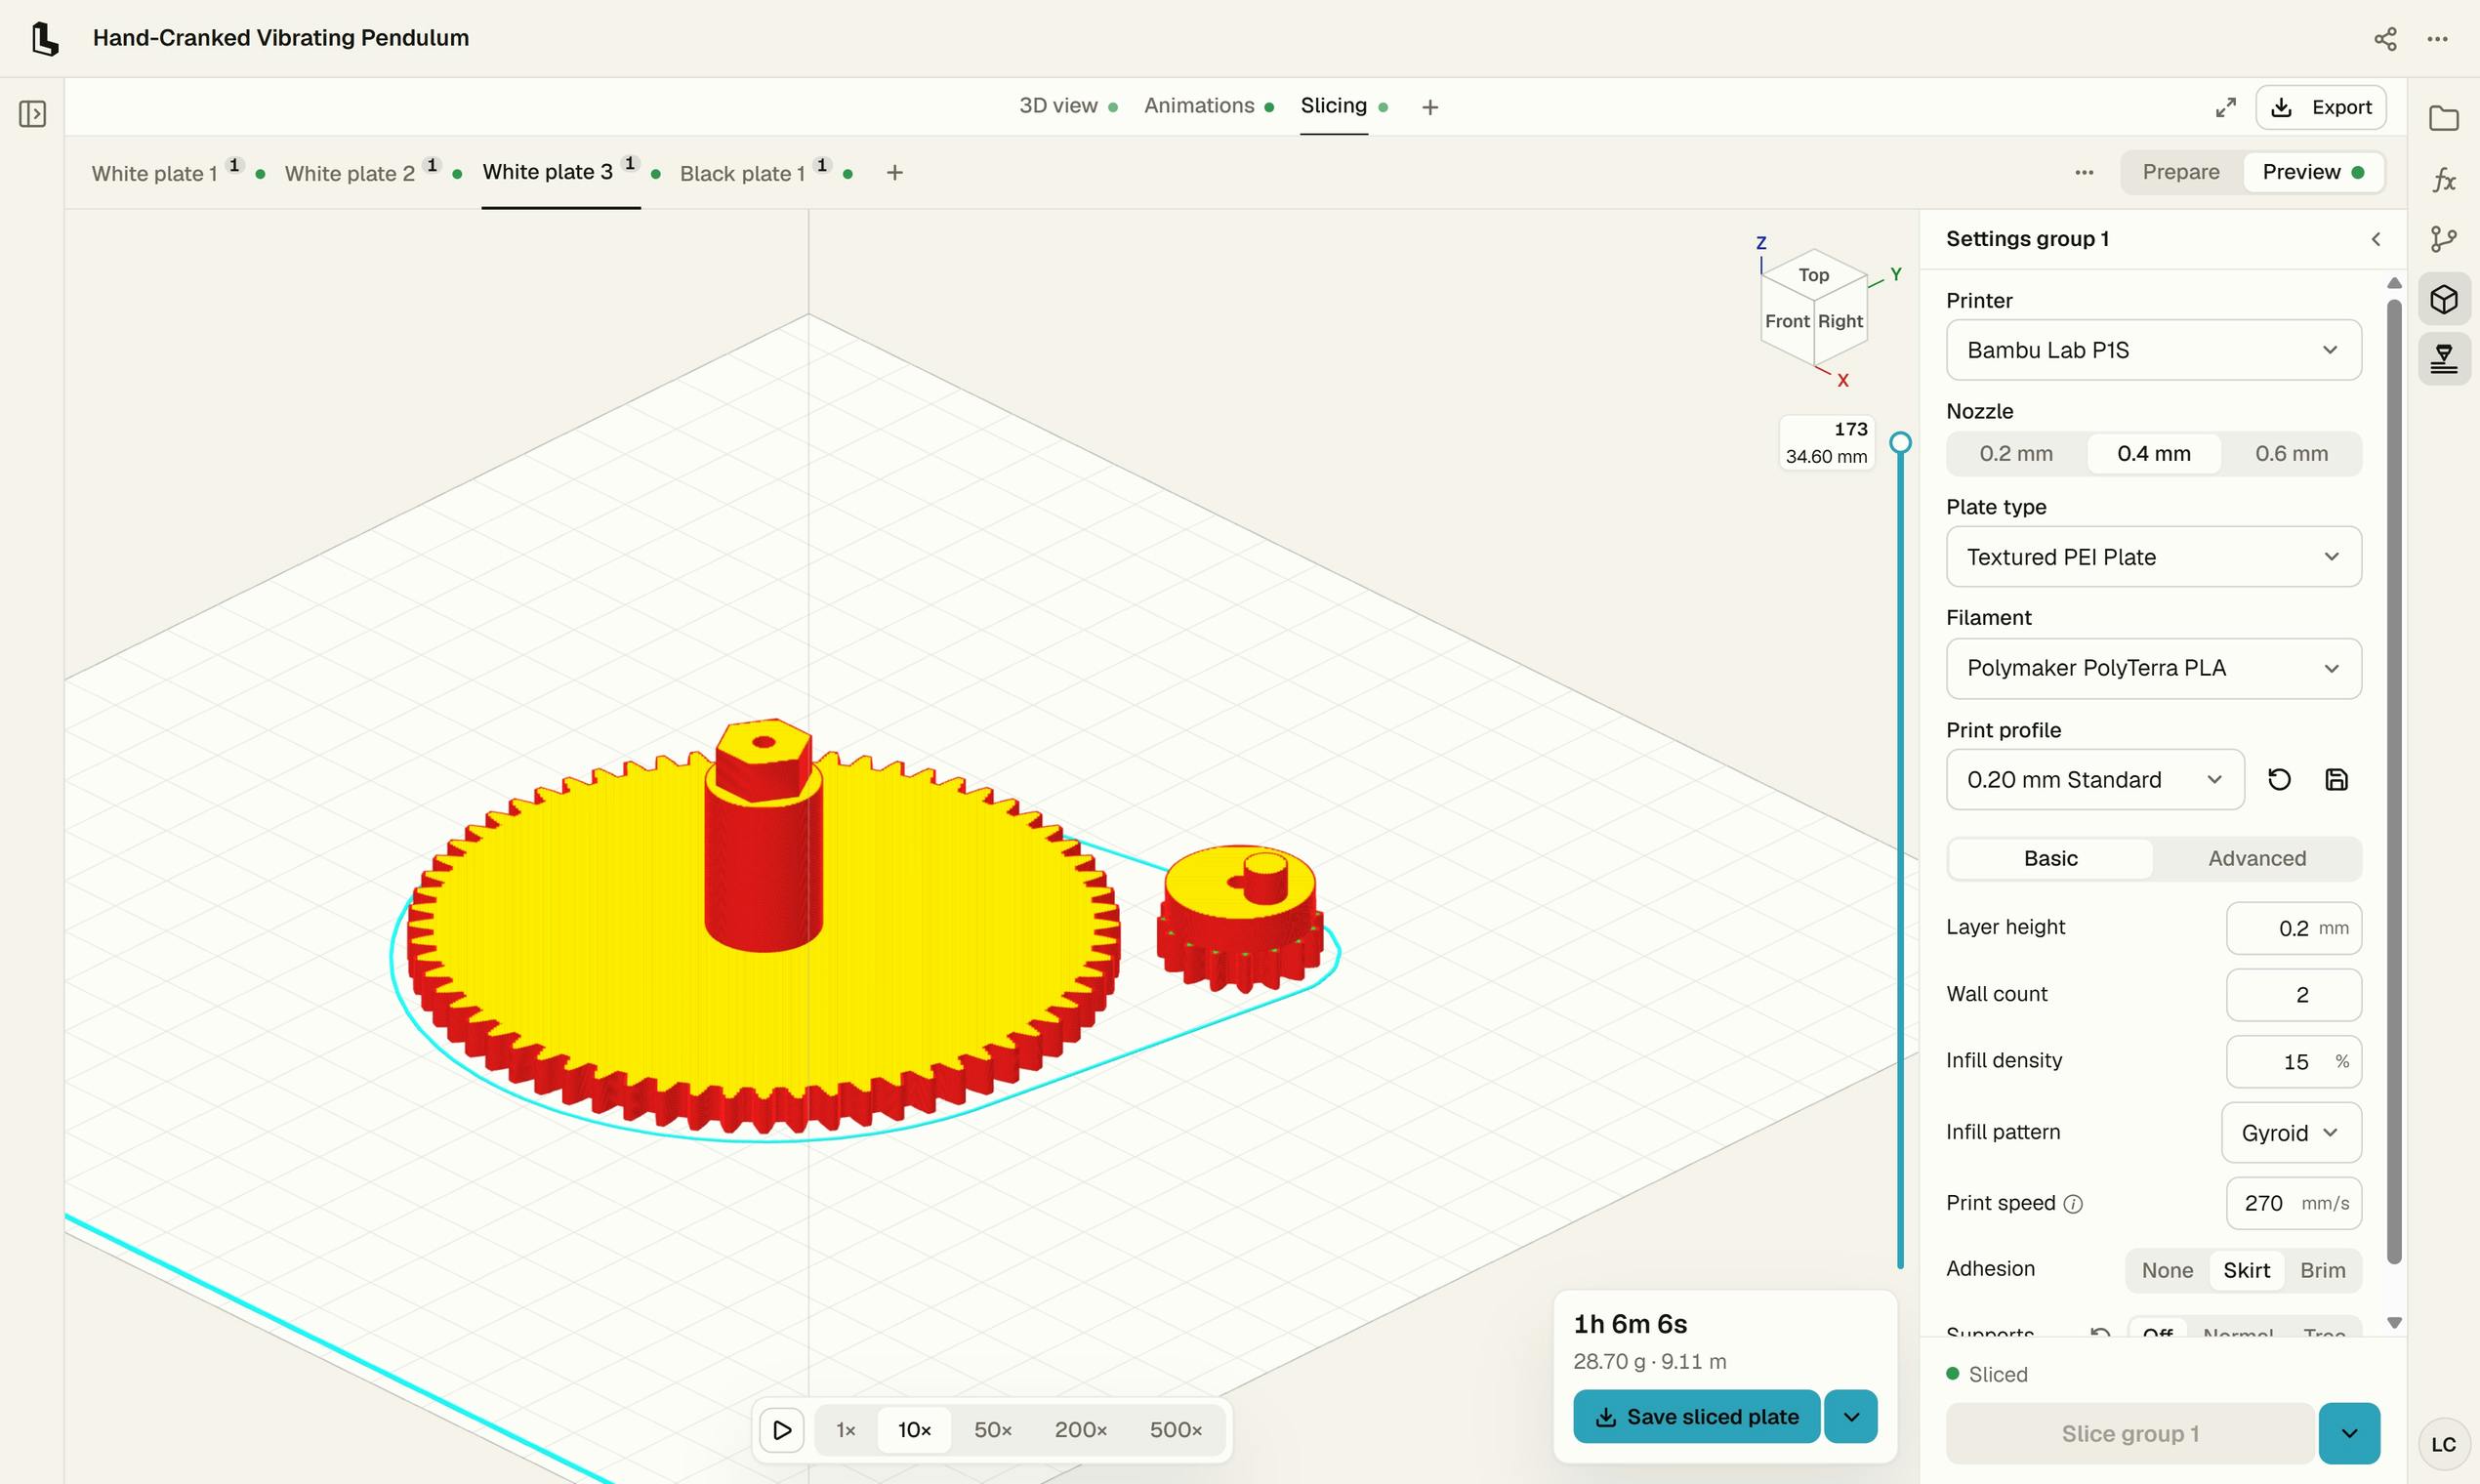 Hand-Cranked Vibrating Pendulum
3D view
Animations
Slicing
Export
White plate 1 1
White plate 2 1
White plate 3 1
Black plate 1 1
Prepare
Preview
Z
Y
X
Top
Front
Right
173
34.60 mm
Settings group 1
Printer
Bambu Lab P1S
Nozzle
0.2 mm
0.4 mm
0.6 mm
Plate type
Textured PEI Plate
Filament
Polymaker PolyTerra PLA
Print profile
0.20 mm Standard
Basic
Advanced
Layer height
0.2 mm
Wall count
2
Infill density
15 %
Infill pattern
Gyroid
Print speed
270 mm/s
Adhesion
None
Skirt
Brim
Supports
Off
Normal
Tree
Sliced
Slice group 1
1h 6m 6s
28.70 g · 9.11 m
Save sliced plate
1×
10×
50×
200×
500×
fx
LC